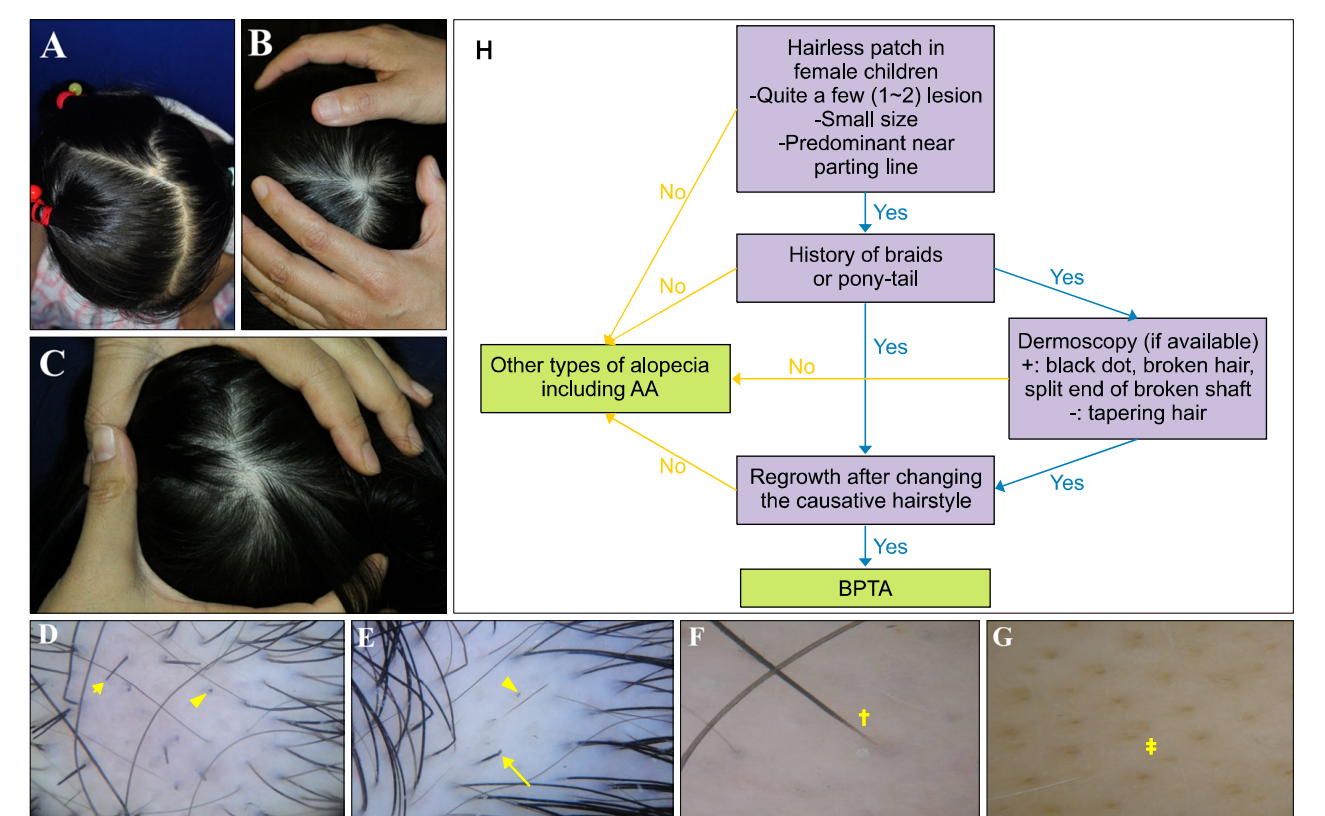 A
B
H
Hairless patch in
female children
-Quite a few (1~2) lesion
-Small size
-Predominant near
parting line
No
Yes
History of braids
or pony-tail
No
Yes
Yes
Dermoscopy (if available)
+: black dot, broken hair,
split end of broken shaft
-: tapering hair
No
Other types of alopecia
including AA
C
Regrowth after changing
the causative hairstyle
No
Yes
Yes
BPTA
D
E
F
G
†
‡